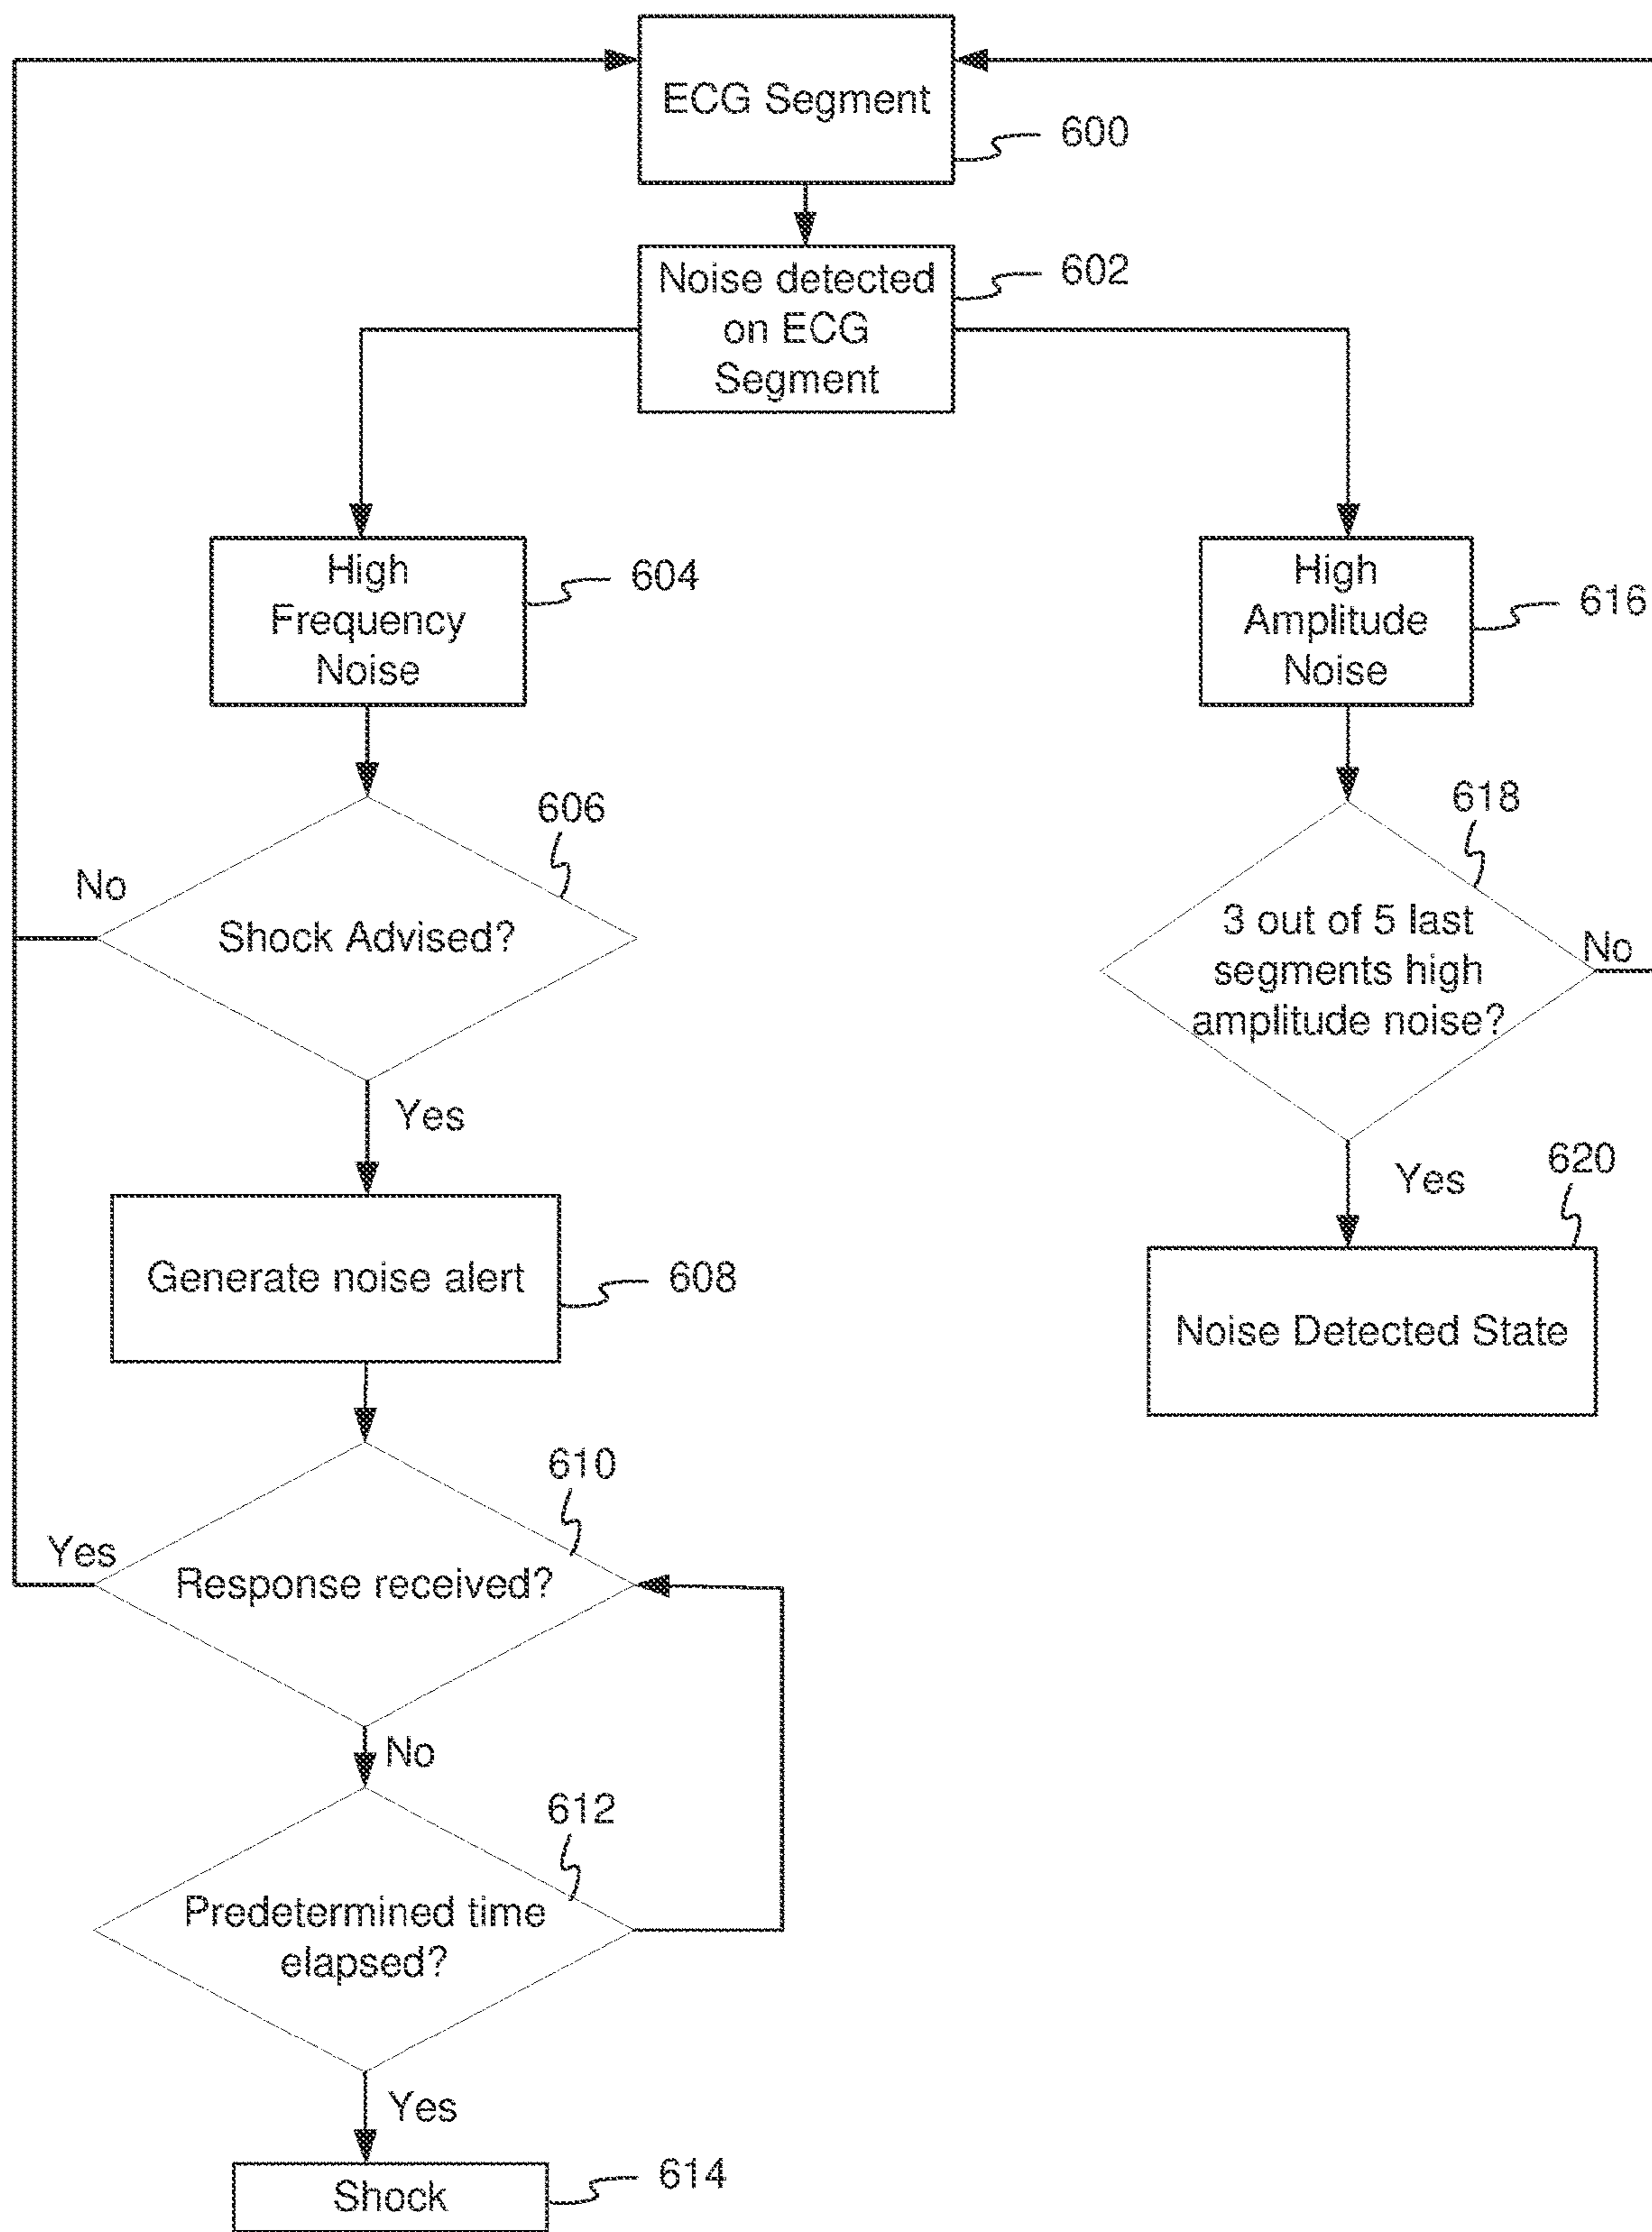 ECG Segment
600
Noise detected
on ECG
Segment
602
High
Frequency
Noise
604
High
Amplitude
Noise
616
606
No
Shock Advised?
Yes
618
3 out of 5 last
segments high
amplitude noise?
No
Yes
620
Noise Detected State
Generate noise alert
608
610
Yes
Response received?
No
612
Predetermined time
elapsed?
Yes
Shock
614